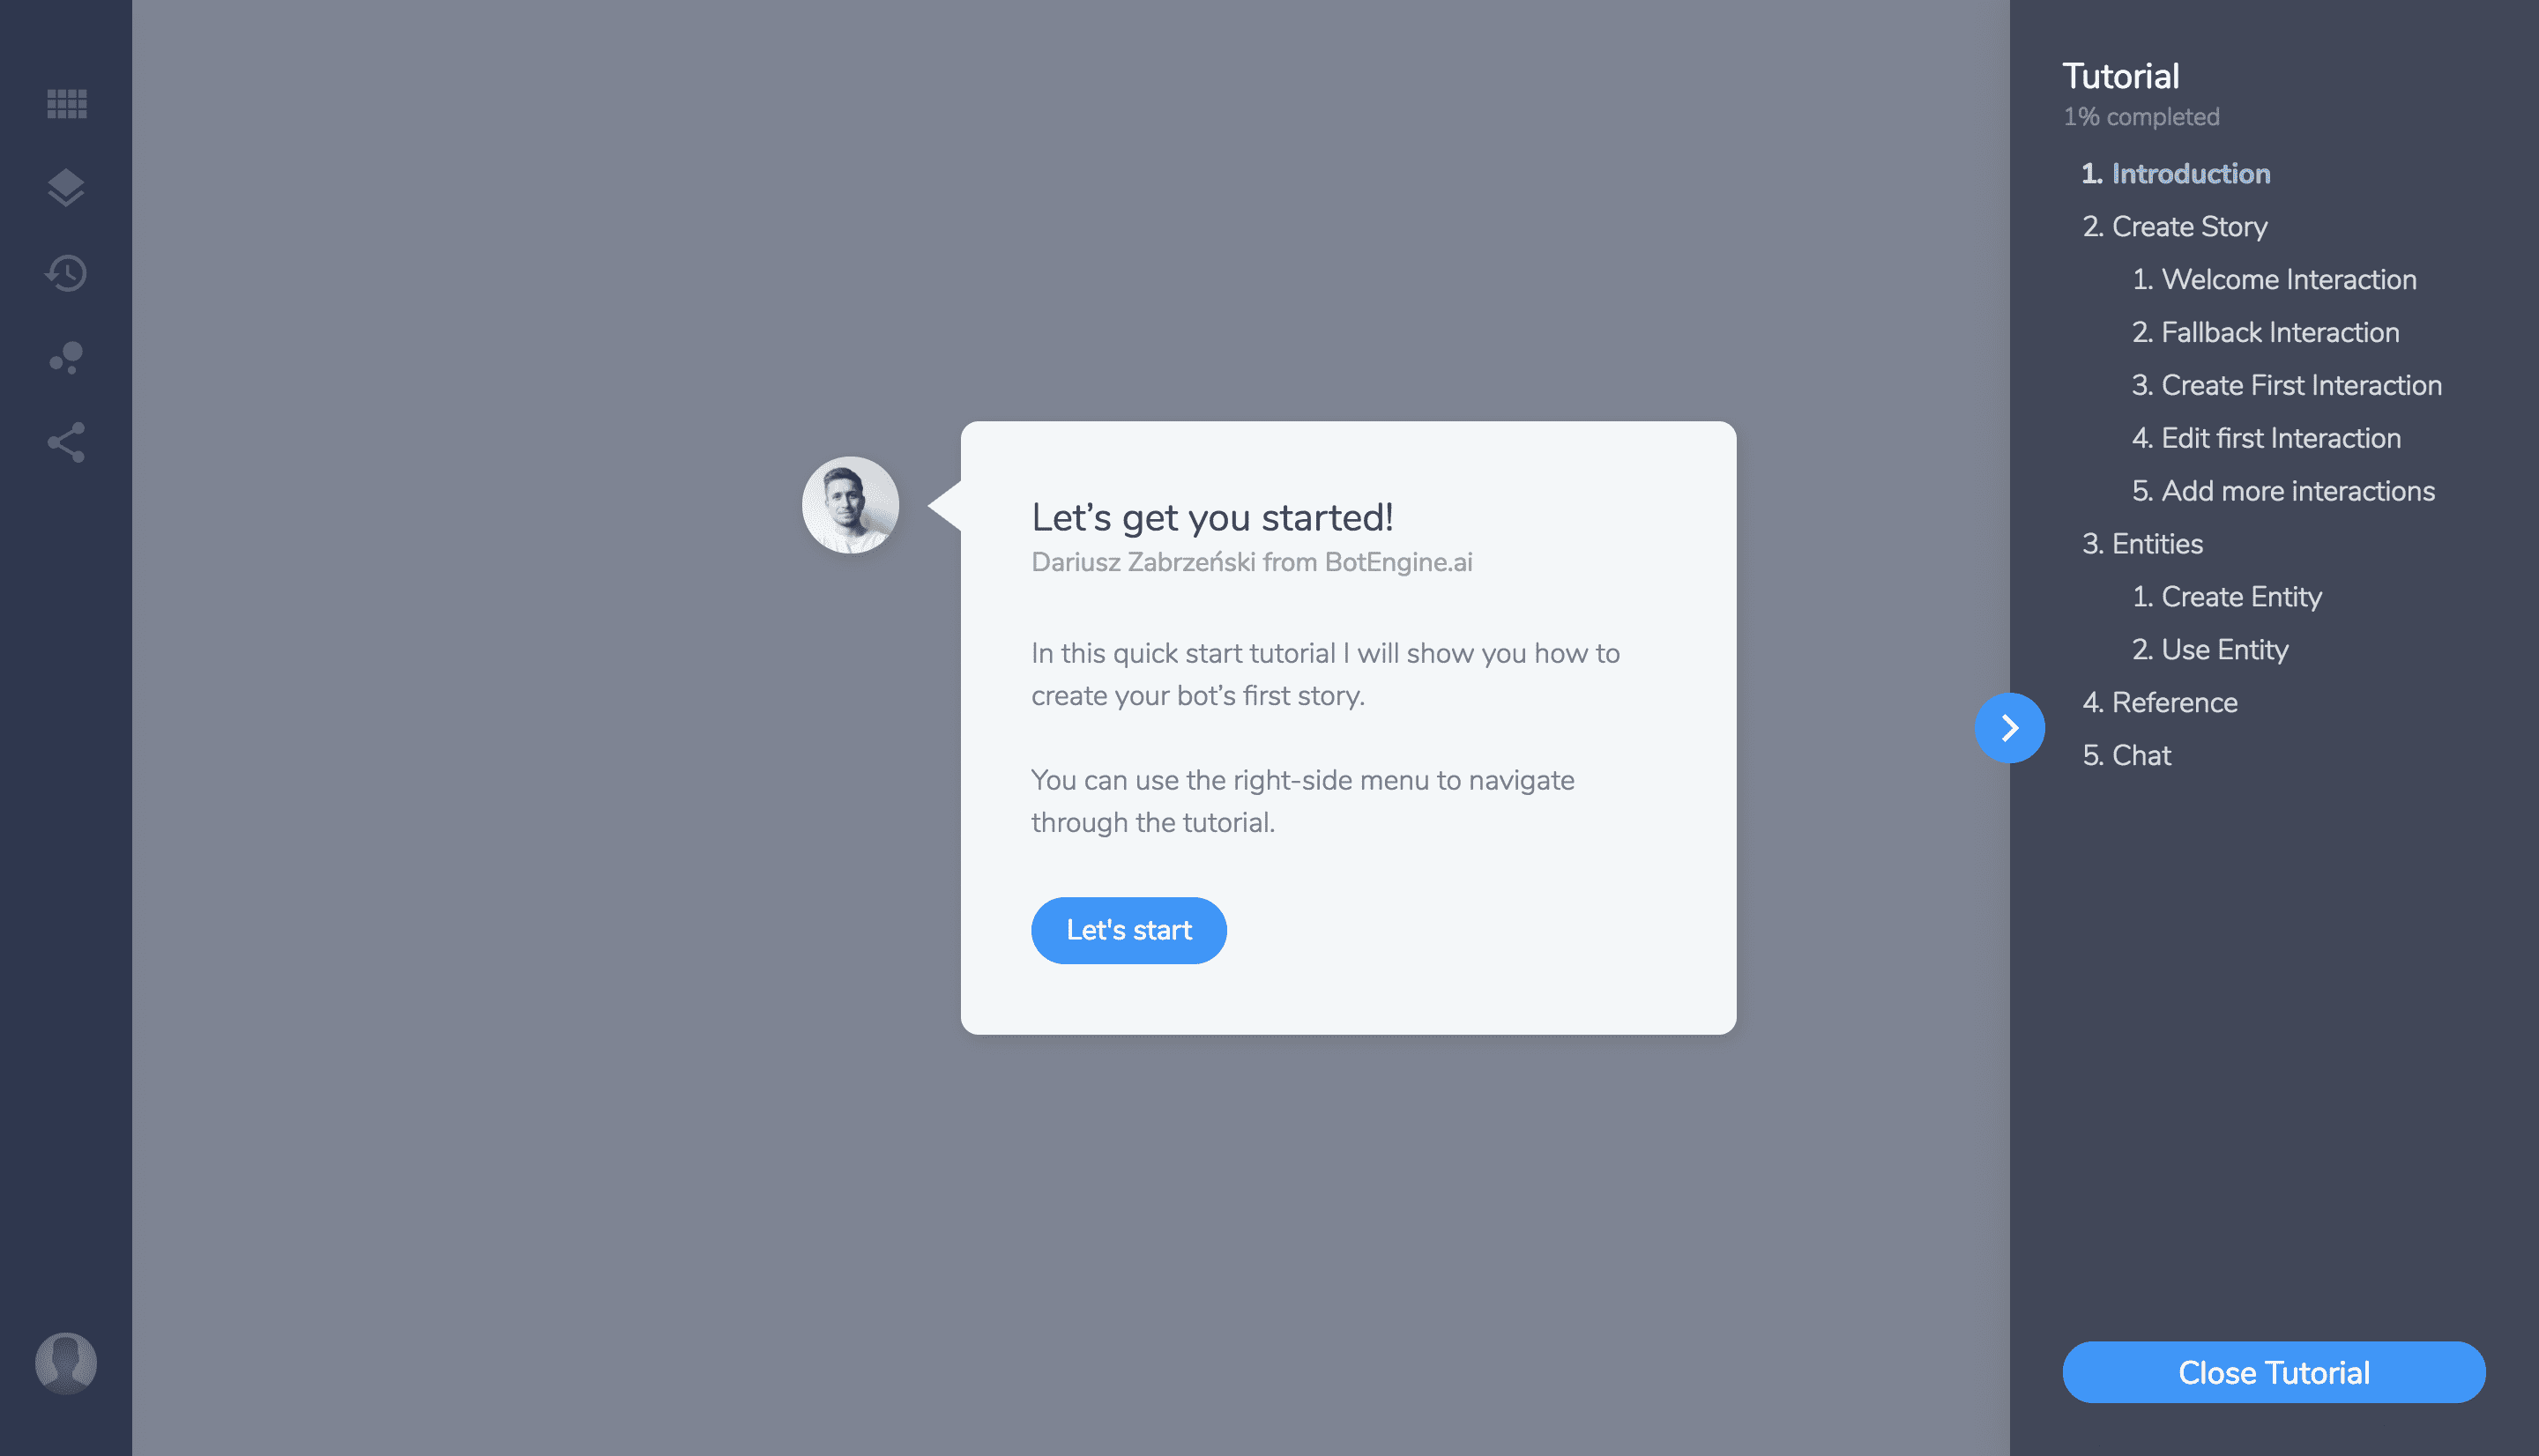 Let’s get you started!
Dariusz Zabrzeński from BotEngine.ai
In this quick start tutorial I will show you how to
create your bot’s first story.
You can use the right-side menu to navigate
through the tutorial.
Let's start
Tutorial
1% completed
1. Introduction
2. Create Story
1. Welcome Interaction
2. Fallback Interaction
3. Create First Interaction
4. Edit first Interaction
5. Add more interactions
3. Entities
1. Create Entity
2. Use Entity
4. Reference
5. Chat
Close Tutorial